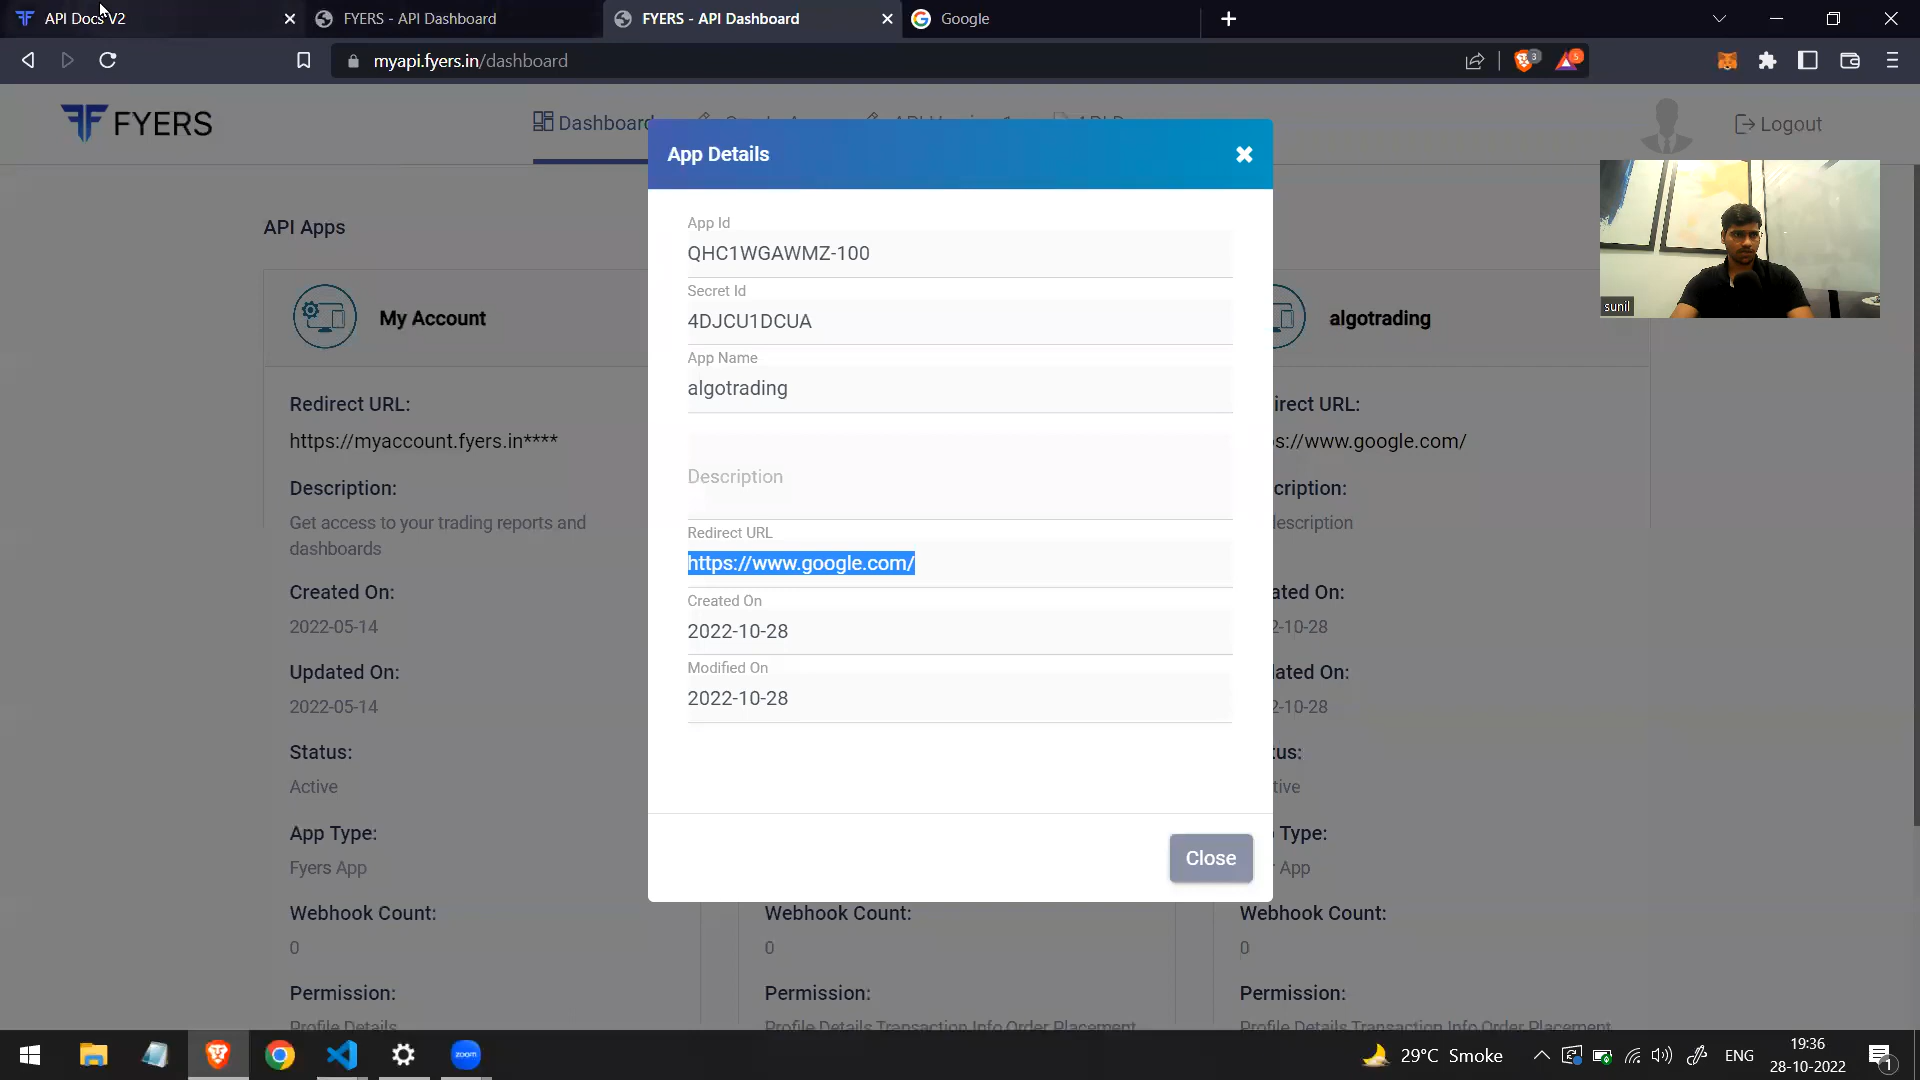 API Docs V2
FYERS - API Dashboard
FYERS - API Dashboard
Google
myapi.fyers.in/dashboard
3
5
FYERS
Dashboard
Logout
App Details
App Id
QHC1WGAWMZ-100
Secret Id
4DJCU1DCUA
App Name
algotrading
Description
Redirect URL
https://www.google.com/
Created On
2022-10-28
Modified On
2022-10-28
Close
sunil
API Apps
My Account
Redirect URL:
https://myaccount.fyers.in****
Description:
Get access to your trading reports and
dashboards
Created On:
2022-05-14
Updated On:
2022-05-14
Status:
Active
App Type:
Fyers App
Webhook Count:
0
Permission:
Profile Details
Webhook Count:
0
Permission:
Profile Details Transaction Info Order Placement
algotrading
irect URL:
s://www.google.com/
cription:
description
ated On:
2-10-28
lated On:
2-10-28
tus:
tive
Type:
App
Webhook Count:
0
Permission:
Profile Details Transaction Info Order Placement
zoom
29°C Smoke
ENG
19:36
28-10-2022
1